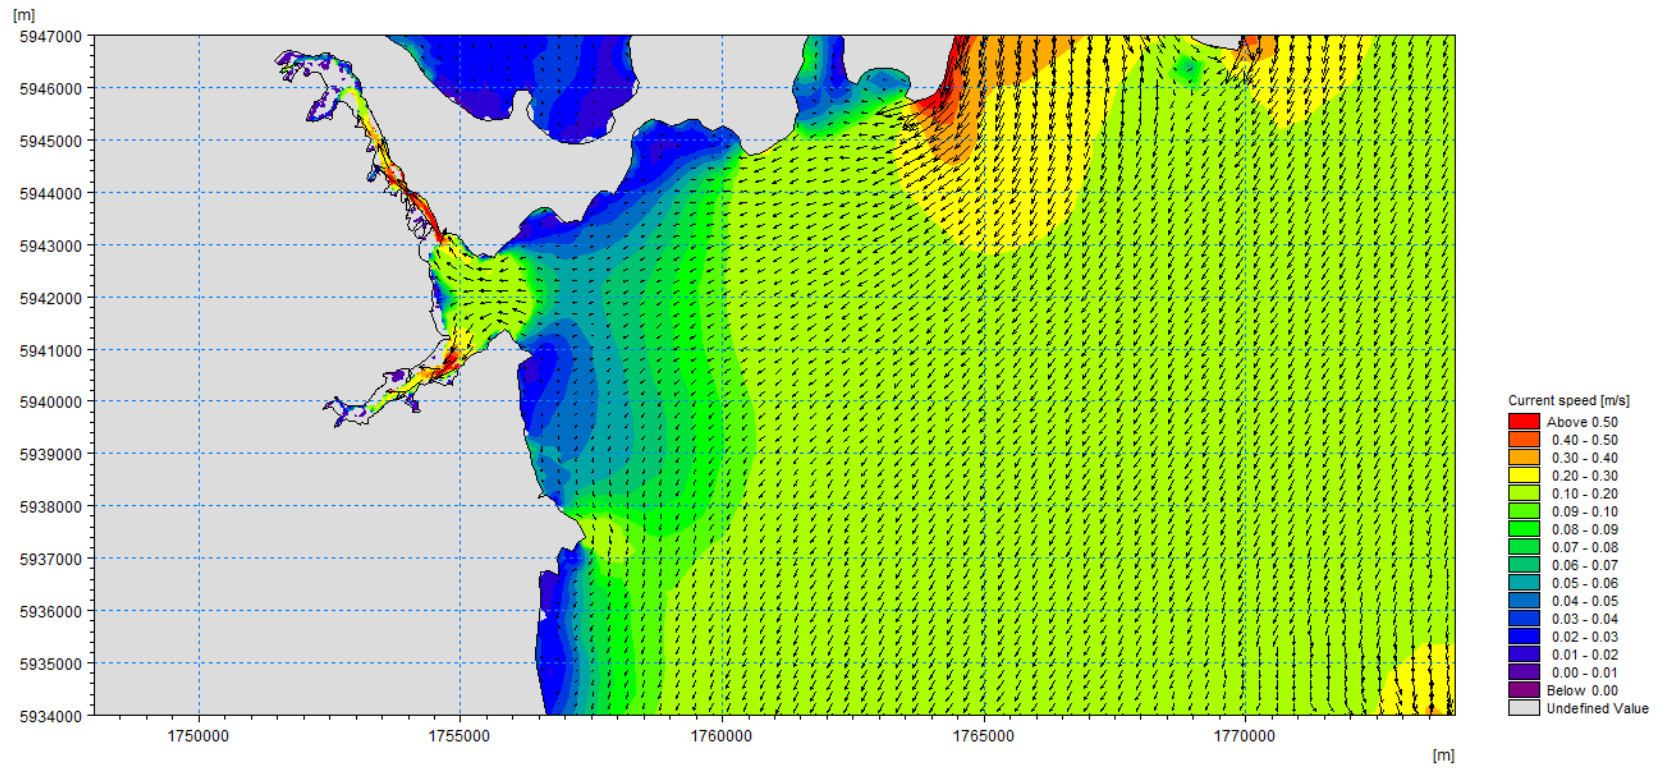 [m]
5947000
5946000
5945000
5944000
5943000
5942000
5941000
5940000
5939000
5938000
5937000
5936000
5935000
5934000
1750000 1755000 1760000 1765000 1770000
[m]
Current speed [m/s]
Above 0.50
0.40 - 0.50
0.30 - 0.40
0.20 - 0.30
0.10 - 0.20
0.09 - 0.10
0.08 - 0.09
0.07 - 0.08
0.06 - 0.07
0.05 - 0.06
0.04 - 0.05
0.03 - 0.04
0.02 - 0.03
0.01 - 0.02
0.00 - 0.01
Below 0.00
Undefined Value